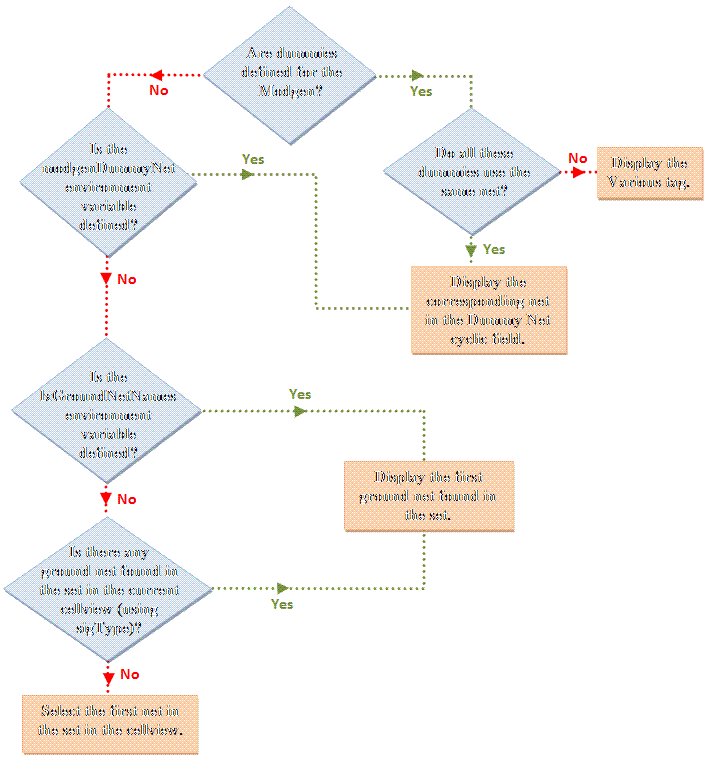 Are dummies
defined for the
Modgen?
No
Yes
Is the
modgenDummyNet
environment
variable
defined?
Yes
Do all these
dummies use the
same net?
No
Display the
Various tag.
Yes
No
Display the
corresponding net
in the Dummy Net
cyclic field.
Is the
lxGroundNetNames
environment
variable
defined?
Yes
No
Display the first
ground net found in
the set.
Is there any
ground net found in
the set in the current
cellview (using
sigType)?
Yes
No
Select the first net in
the set in the cellview.